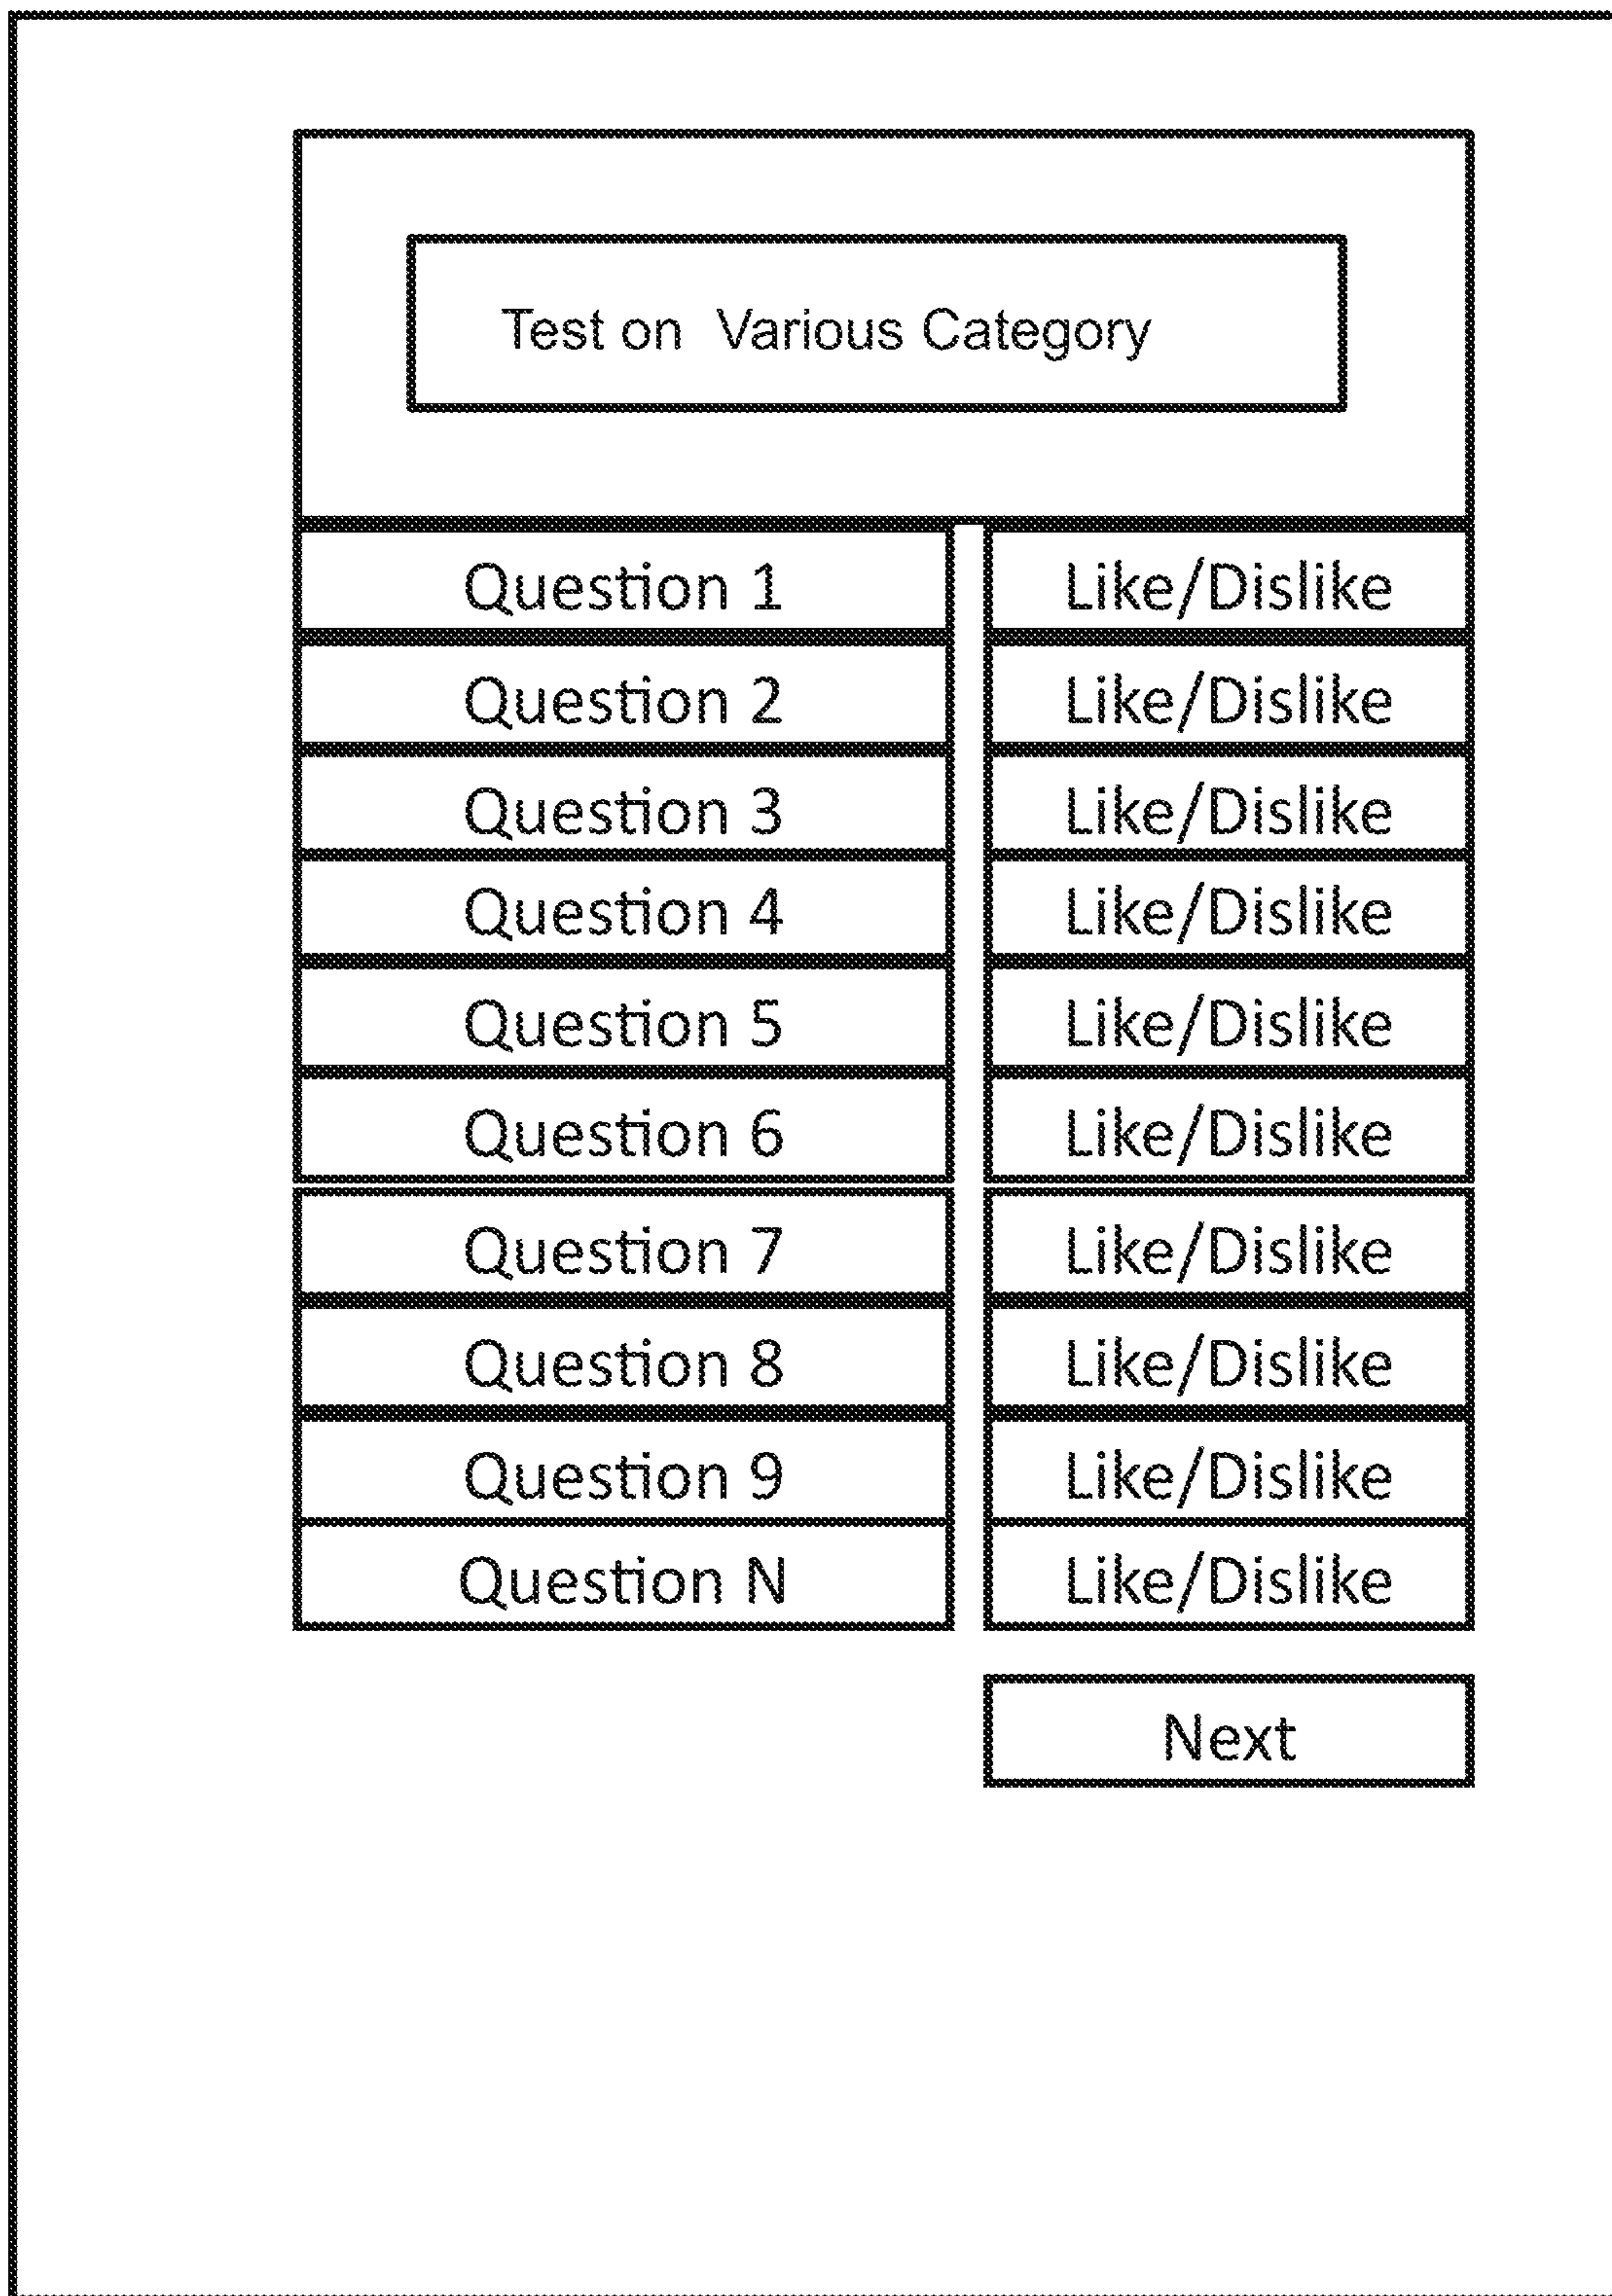 Test on  Various Category
Question 1 Like/Dislike
Question 2 Like/Dislike
Question 3 Like/Dislike
Question 4 Like/Dislike
Question 5 Like/Dislike
Question 6 Like/Dislike
Question 7 Like/Dislike
Question 8 Like/Dislike
Question 9 Like/Dislike
Question N Like/Dislike
Next